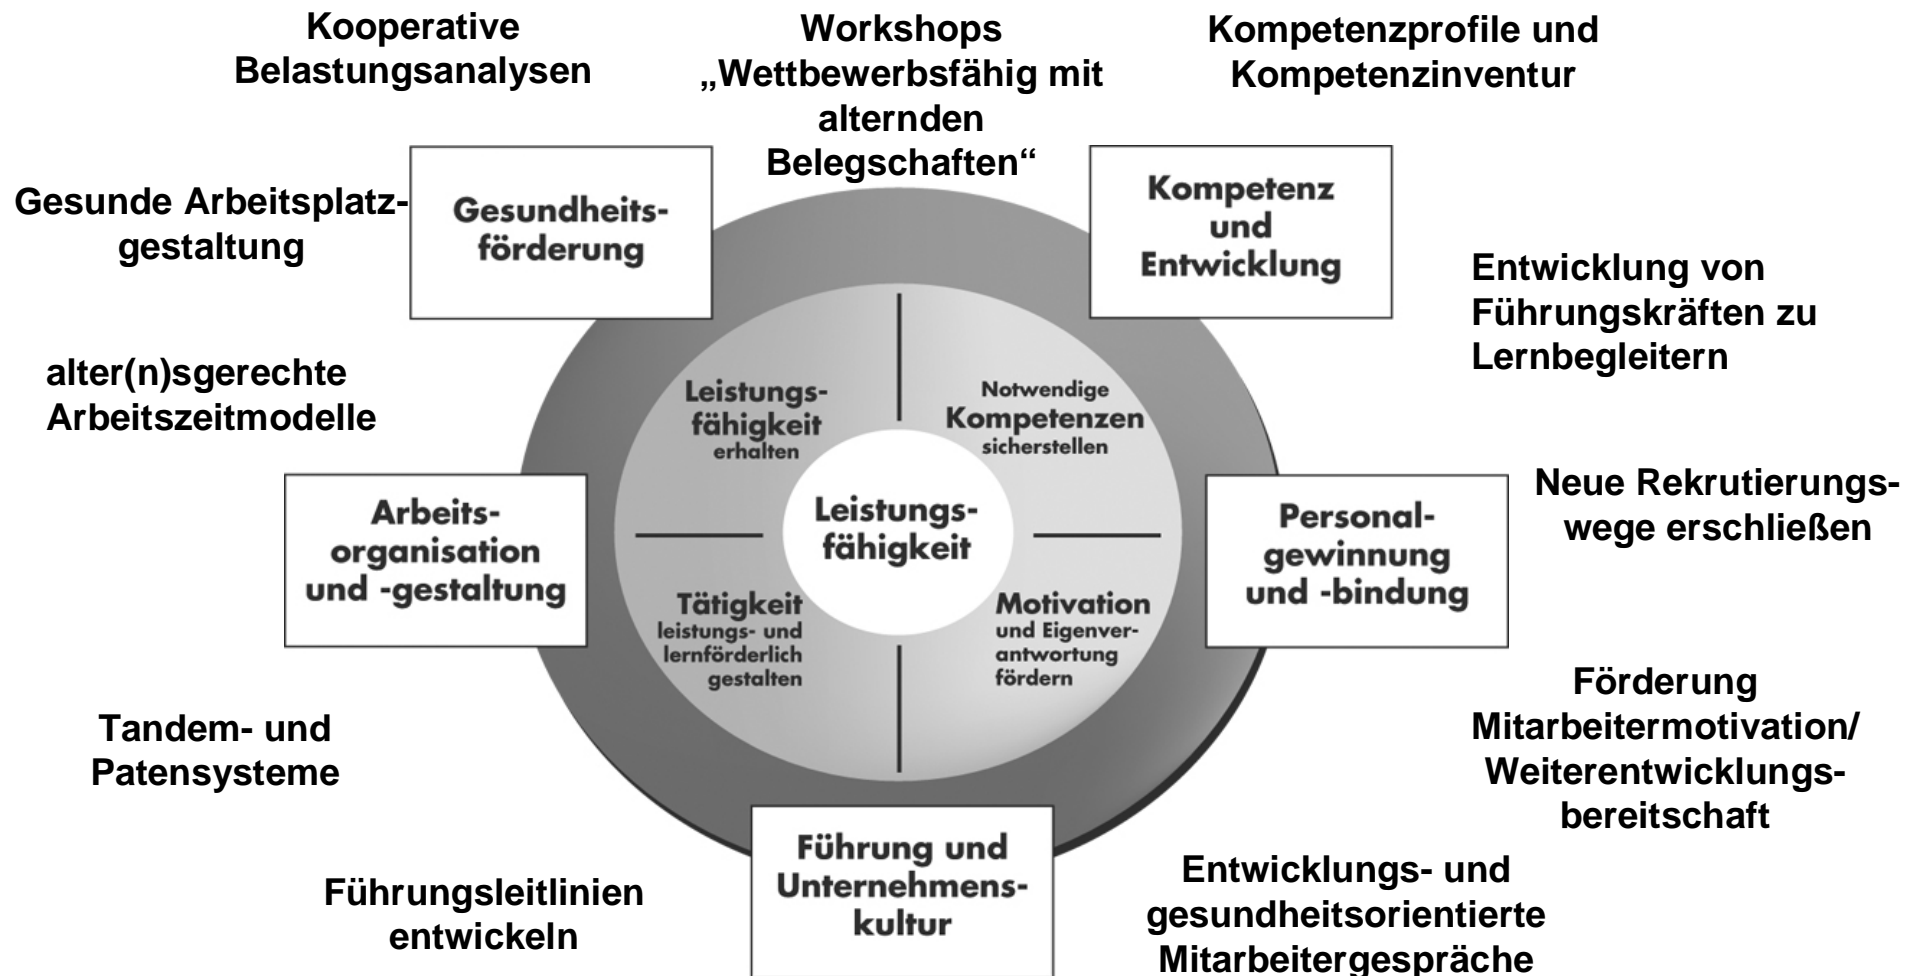 Kooperative
Belastungsanalysen
Workshops
„Wettbewerbsfähig mit
alternden
Belegschaften“
Kompetenzprofile und
Kompetenzinventur
Gesunde Arbeitsplatz-
gestaltung
Gesundheits-
förderung
Kompetenz
und
Entwicklung
Entwicklung von
Führungskräften zu
Lernbegleitern
alter(n)sgerechte
Arbeitszeitmodelle
Leistungs-
fähigkeit
erhalten
Notwendige
Kompetenzen
sicherstellen
Arbeits-
organisation
und -gestaltung
Leistungs-
fähigkeit
Personal-
gewinnung
und -bindung
Neue Rekrutierungs-
wege erschließen
Tätigkeit
leistungs- und
lernförderlich
gestalten
Motivation
und Eigenver-
antwortung
fördern
Tandem- und
Patensysteme
Förderung
Mitarbeitermotivation/
Weiterentwicklungs-
bereitschaft
Führungsleitlinien
entwickeln
Führung und
Unternehmens-
kultur
Entwicklungs- und
gesundheitsorientierte
Mitarbeitergespräche